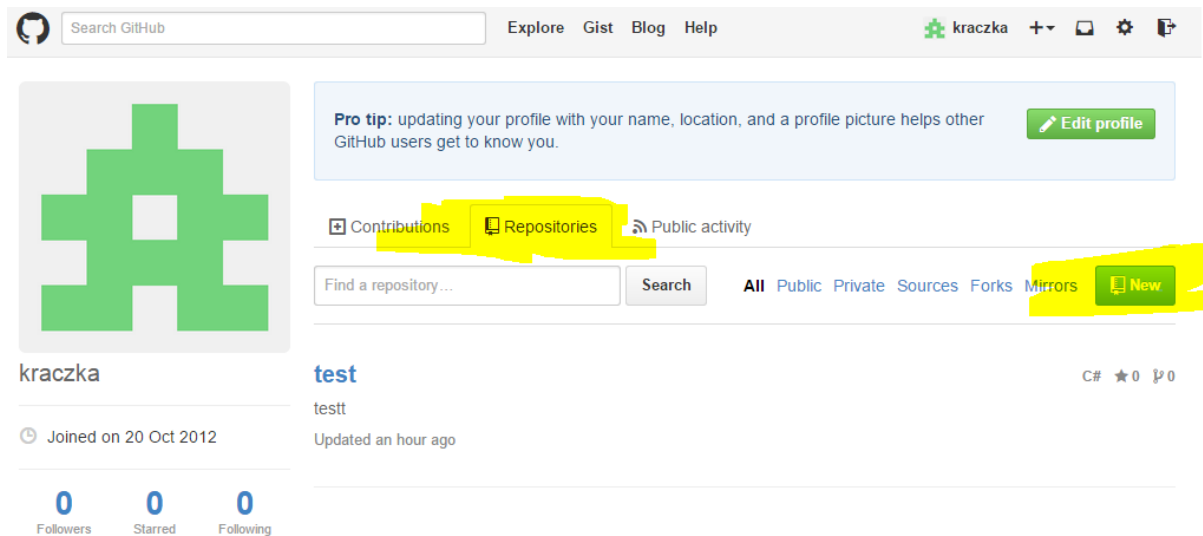 Search GitHub
Explore Gist Blog Help
kraczka
Pro tip: updating your profile with your name, location, and a profile picture helps other
GitHub users get to know you.
Edit profile
Contributions
Repositories
Public activity
Find a repository...
Search
All Public Private Sources Forks Mirrors
New
kraczka
Joined on 20 Oct 2012
0 0 0
Followers Starred Following
test
C# 0 0
testt
Updated an hour ago